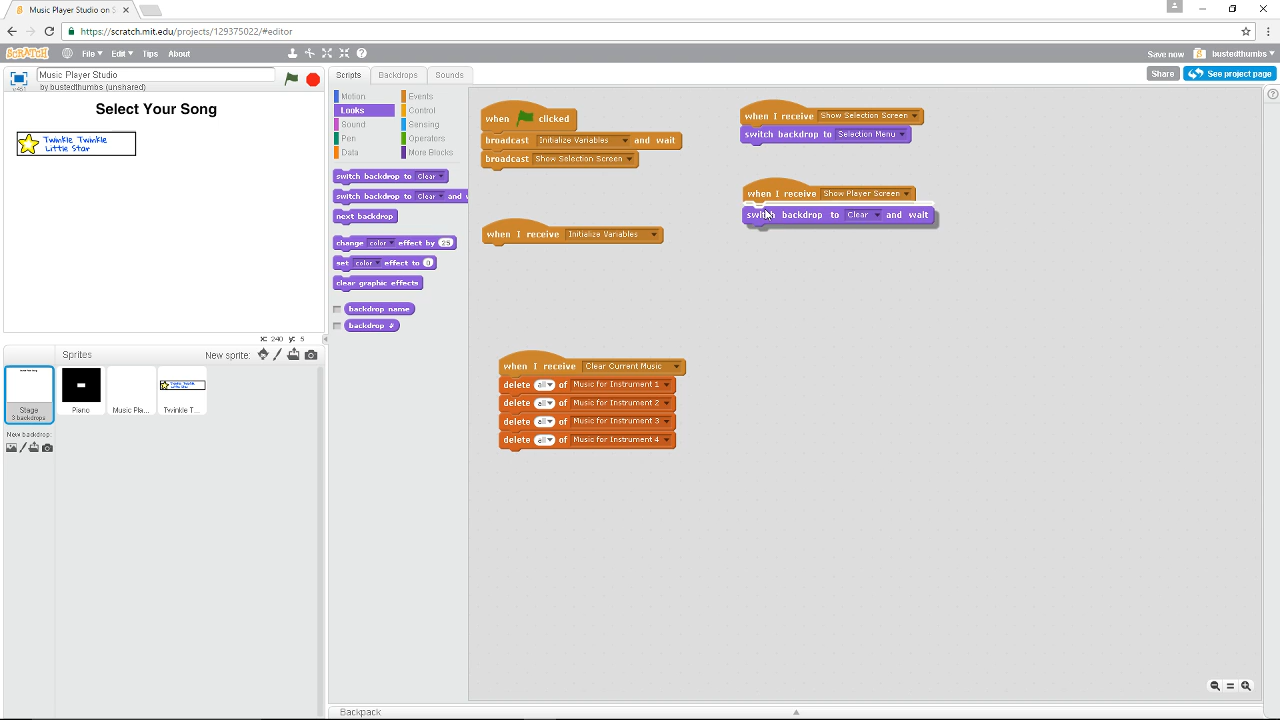 Music Player Studio on S
https://scratch.mit.edu/projects/129375022/#editor
SCRATCH File Edit Tips About Save now bustedthumbs
Music Player Studio
by bustedthumbs (unshared)
Scripts Backdrops Sounds
Share See project page
Select Your Song
Twinkle Twinkle
Little Star
Motion Events
Looks Control
Sound Sensing
Pen Operators
Data More Blocks
switch backdrop to Clear
switch backdrop to Clear and w
next backdrop
change color effect by 25
set color effect to 0
clear graphic effects
backdrop name
backdrop #
when clicked
broadcast Initialize Variables and wait
broadcast Show Selection Screen
when I receive Initialize Variables
when I receive Clear Current Music
delete all of Music for Instrument 1
delete all of Music for Instrument 2
delete all of Music for Instrument 3
delete all of Music for Instrument 4
when I receive Show Selection Screen
switch backdrop to Selection Menu
when I receive Show Player Screen
switch backdrop to Clear and wait
x: 240 y: 5
Sprites New sprite:
Stage
3 backdrops
Piano
Music Pla...
Twinkle T...
New backdrop:
Backpack